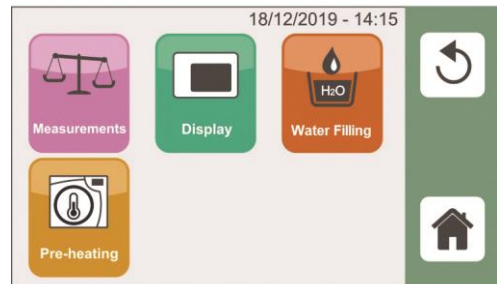 18/12/2019 - 14:15
H2O
Measurements
Display
Water Filling
Pre-heating